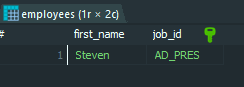 employees (1r × 2c)
# first_name job_id
1 Steven AD_PRES